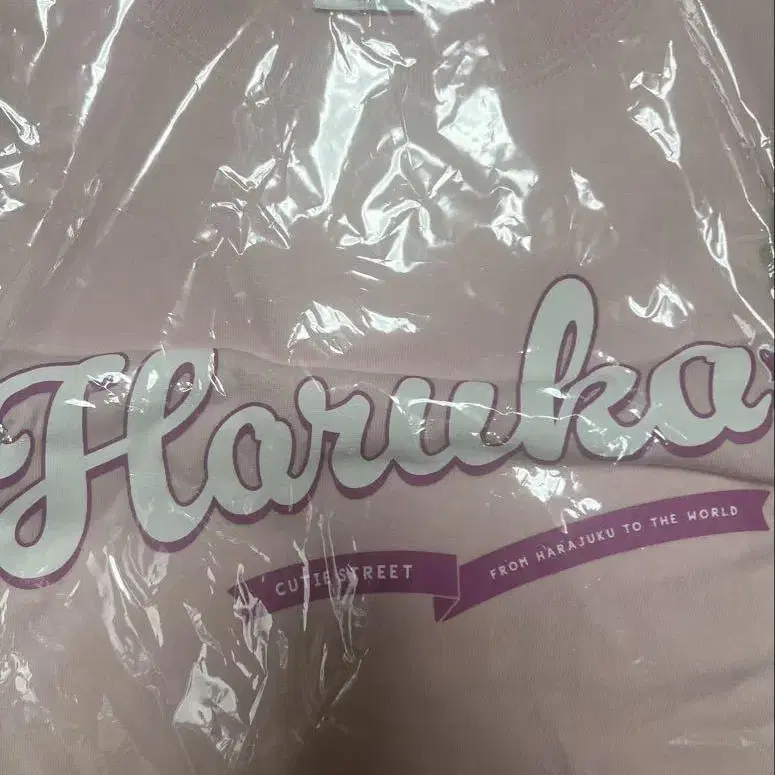 Haruka
CUTIE STREET
FROM HARAJUKU TO THE WORLD